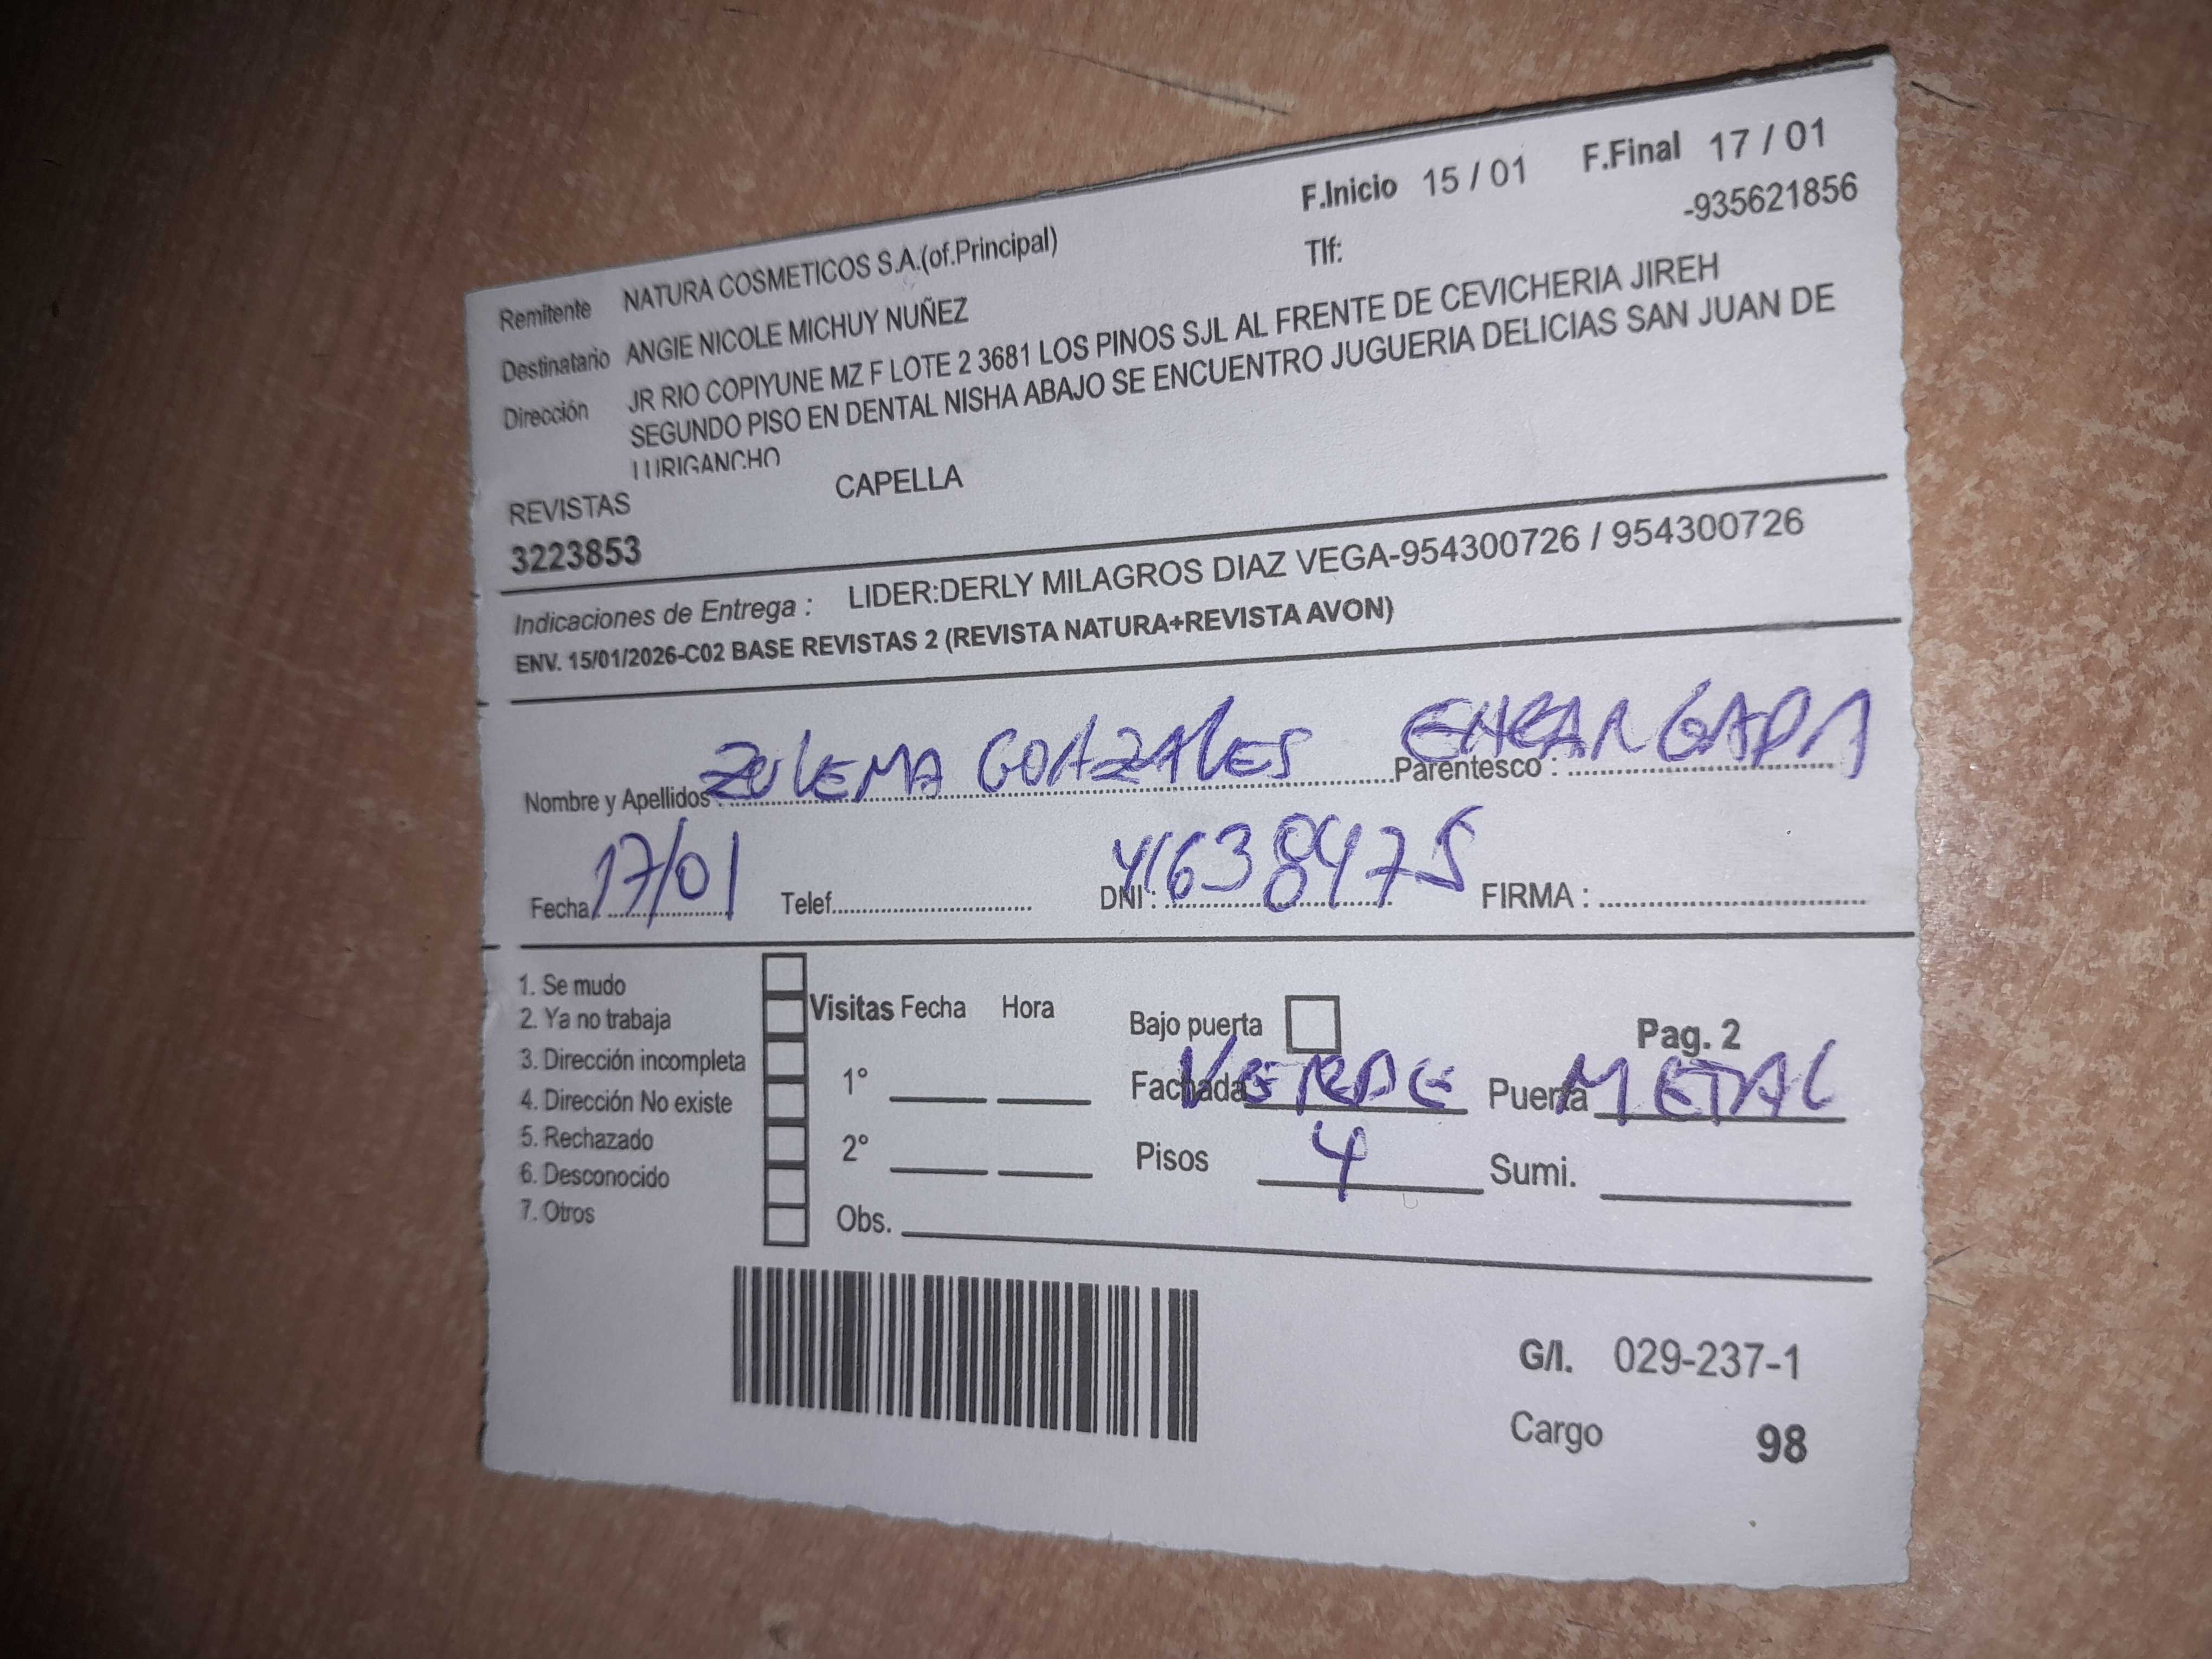 F.Inicio 15 / 01 F.Final 17 / 01
Remitente NATURA COSMETICOS S.A.(of.Principal) Tlf: -935621856
Destinatario ANGIE NICOLE MICHUY NUÑEZ
Dirección JR RIO COPIYUNE MZ F LOTE 2 3681 LOS PINOS SJL AL FRENTE DE CEVICHERIA JIREH
SEGUNDO PISO EN DENTAL NISHA ABAJO SE ENCUENTRO JUGUERIA DELICIAS SAN JUAN DE
LURIGANCHO
REVISTAS CAPELLA
3223853
Indicaciones de Entrega : LIDER:DERLY MILAGROS DIAZ VEGA-954300726 / 954300726
ENV. 15/01/2026-C02 BASE REVISTAS 2 (REVISTA NATURA+REVISTA AVON)
Nombre y Apellidos : ZULEMA GONZALES Parentesco : ENCARGADA
Fecha : 17/01 Telef. DNI : 41638475 FIRMA :
1. Se mudo
2. Ya no trabaja
3. Dirección incompleta
4. Dirección No existe
5. Rechazado
6. Desconocido
7. Otros
Visitas Fecha Hora
1°
2°
Obs.
Bajo puerta Pag. 2
Fachada VERDE Puerta METAL
Pisos 4 Sumi.
G/I. 029-237-1
Cargo 98